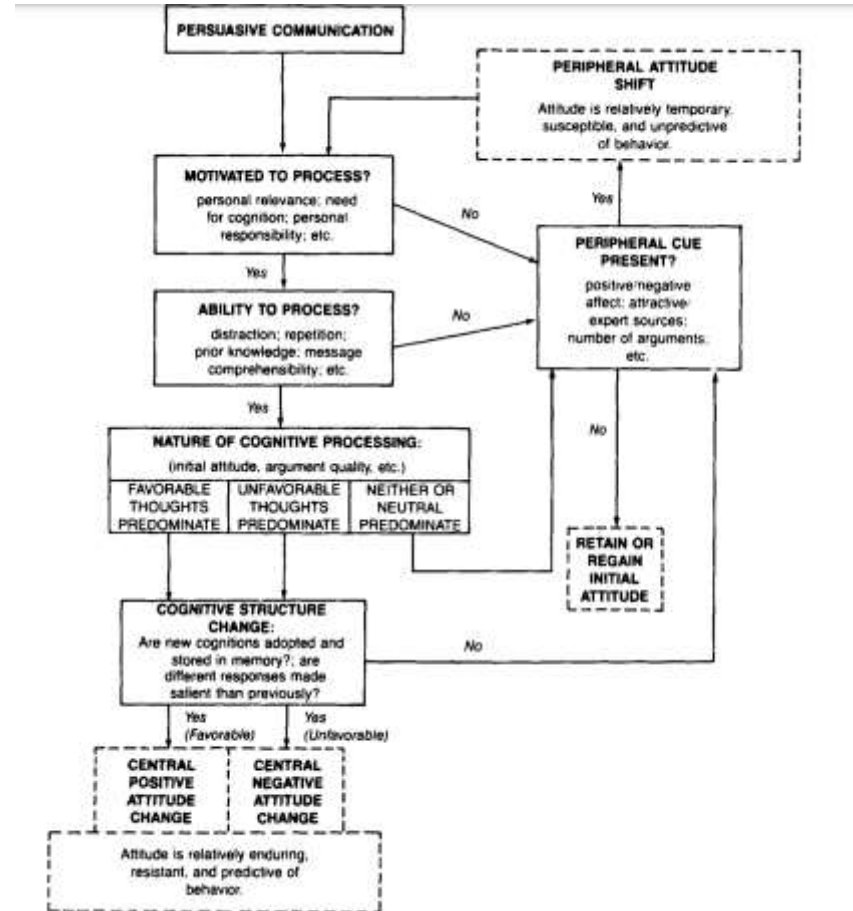 PERSUASIVE COMMUNICATION
PERIPHERAL ATTITUDE
SHIFT
Attitude is relatively temporary,
susceptible, and unpredictive
of behavior.
MOTIVATED TO PROCESS?
personal relevance; need
for cognition; personal
responsibility; etc.
No
Yes
PERIPHERAL CUE
PRESENT?
positive/negative
affect; attractive/
expert sources;
number of arguments;
etc.
Yes
ABILITY TO PROCESS?
distraction; repetition;
prior knowledge; message
comprehensibility; etc.
No
Yes
NATURE OF COGNITIVE PROCESSING:
(initial attitude, argument quality, etc.)
FAVORABLE
THOUGHTS
PREDOMINATE
UNFAVORABLE
THOUGHTS
PREDOMINATE
NEITHER OR
NEUTRAL
PREDOMINATE
No
RETAIN OR
REGAIN
INITIAL
ATTITUDE
COGNITIVE STRUCTURE
CHANGE:
Are new cognitions adopted and
stored in memory?; are
different responses made
salient than previously?
No
Yes
(Favorable)
Yes
(Unfavorable)
CENTRAL
POSITIVE
ATTITUDE
CHANGE
CENTRAL
NEGATIVE
ATTITUDE
CHANGE
Attitude is relatively enduring,
resistant, and predictive of
behavior.